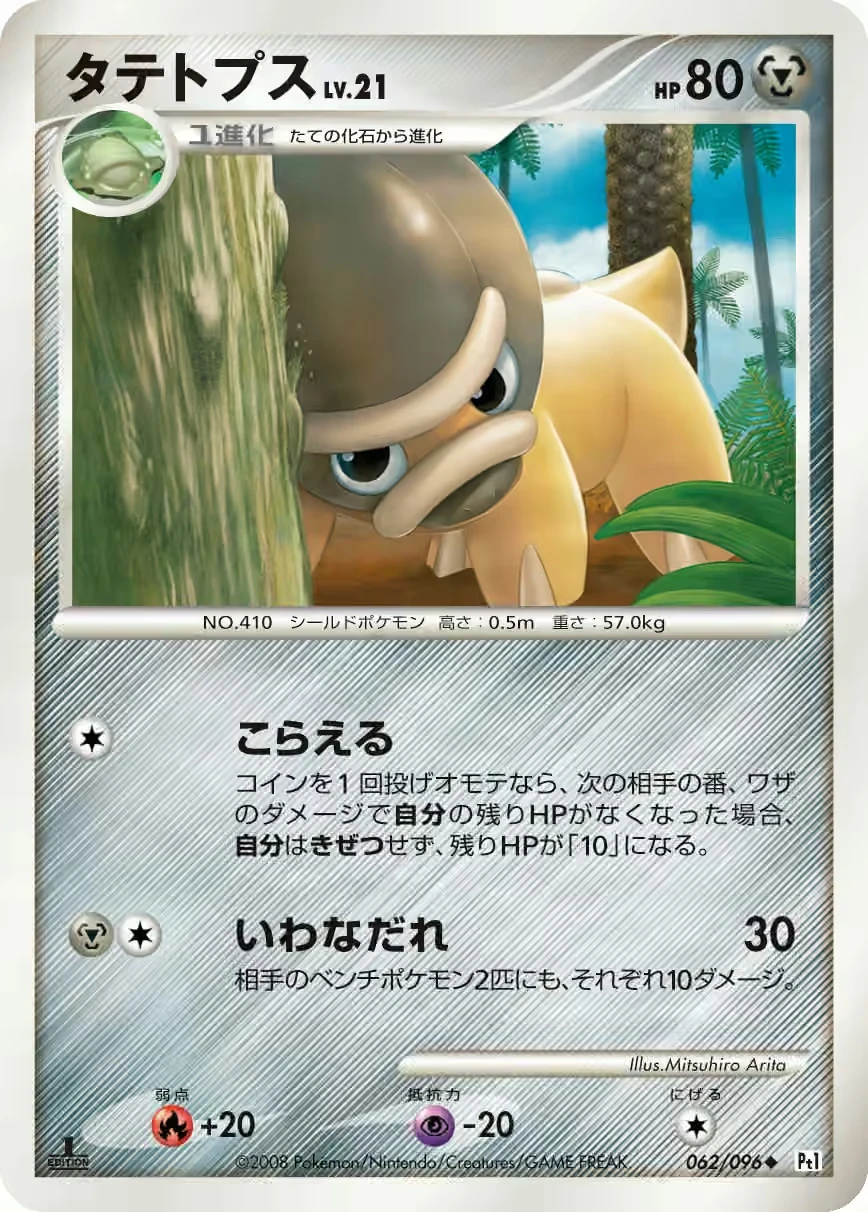 タテトプス LV.21 HP 80
1進化 たての化石から進化
NO.410 シールドポケモン 高さ：0.5m 重さ：57.0kg
こらえる
コインを1回投げオモテなら、次の相手の番、ワザ
のダメージで自分の残りHPがなくなった場合、
自分はきぜつせず、残りHPが「10」になる。
いわなだれ 30
相手のベンチポケモン2匹にも、それぞれ10ダメージ。
Illus.Mitsuhiro Arita
弱点 抵抗力 にげる
+20 -20
1 EDITION ©2008 Pokémon/Nintendo/Creatures/GAME FREAK. 062/096 Pt1